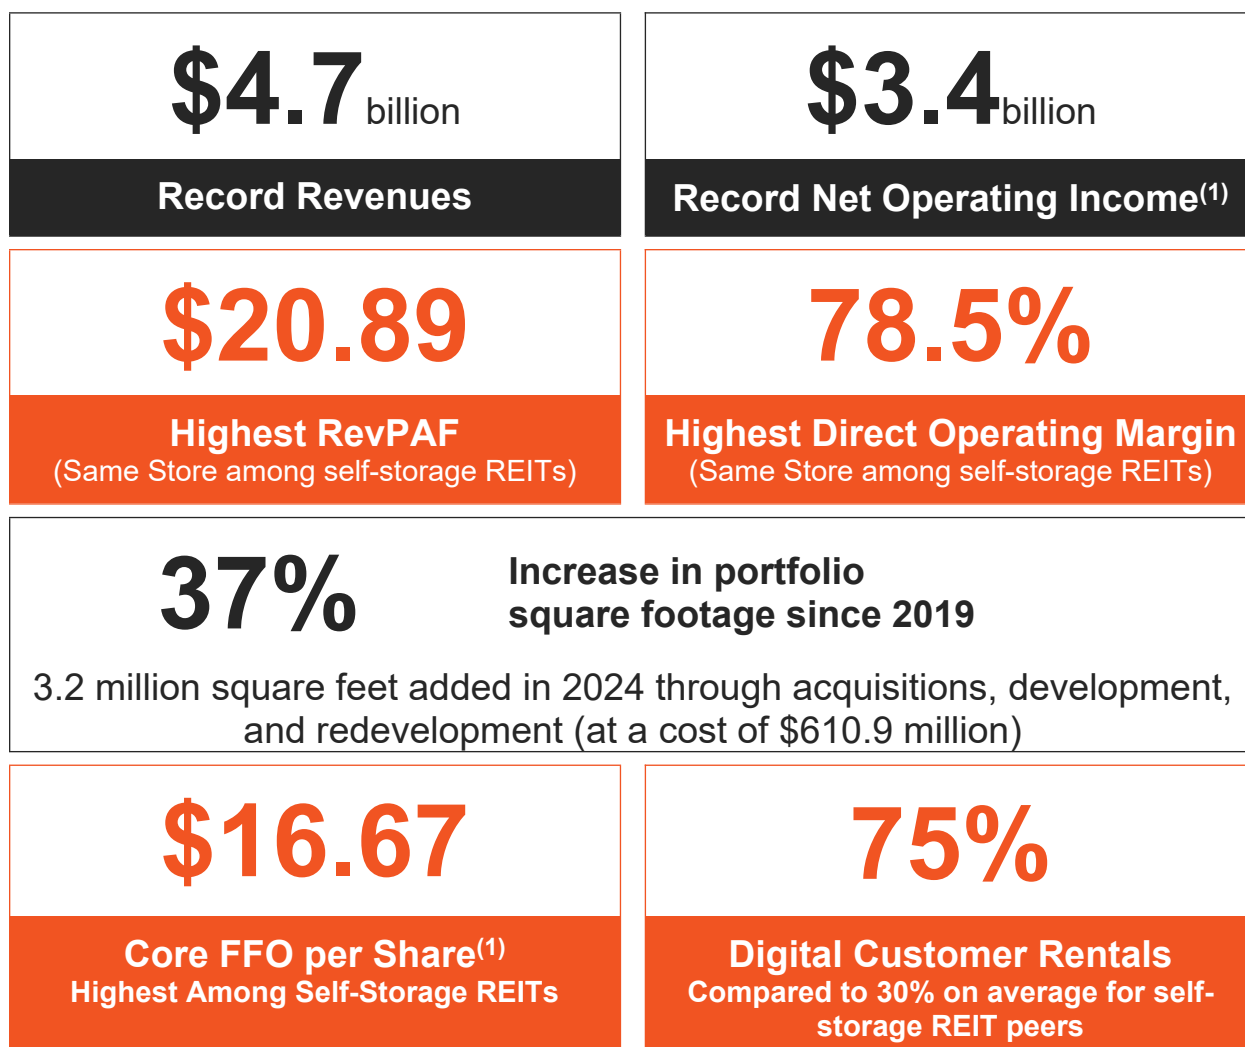 $4.7 billion
Record Revenues
$3.4 billion
Record Net Operating Income(1)
$20.89
Highest RevPAF
(Same Store among self-storage REITs)
78.5%
Highest Direct Operating Margin
(Same Store among self-storage REITs)
37%
Increase in portfolio
square footage since 2019
3.2 million square feet added in 2024 through acquisitions, development,
and redevelopment (at a cost of $610.9 million)
$16.67
Core FFO per Share(1)
Highest Among Self-Storage REITs
75%
Digital Customer Rentals
Compared to 30% on average for self-
storage REIT peers